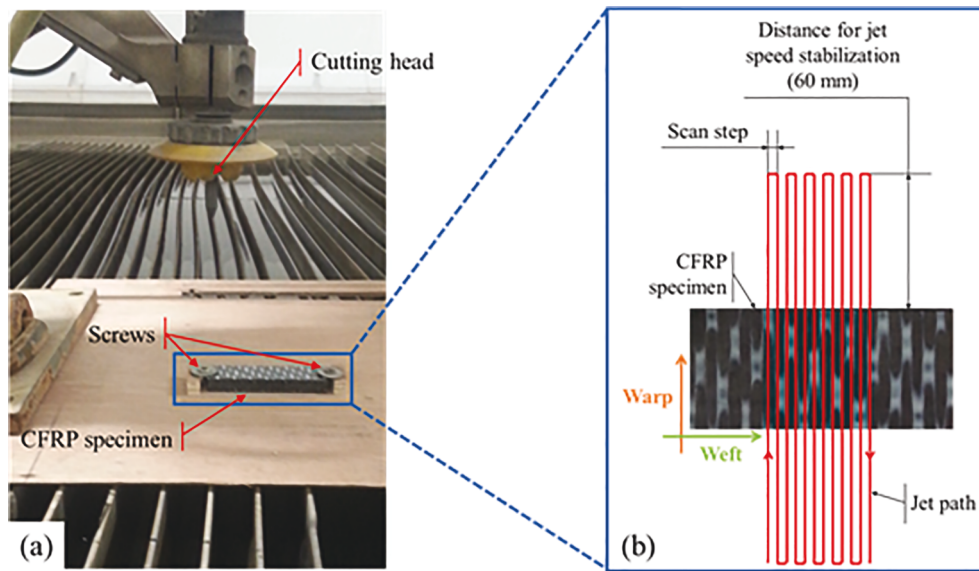 Cutting head
Screws
CFRP specimen
(a)
Distance for jet
speed stabilization
(60 mm)
Scan step
CFRP
specimen
Warp
Weft
Jet path
(b)